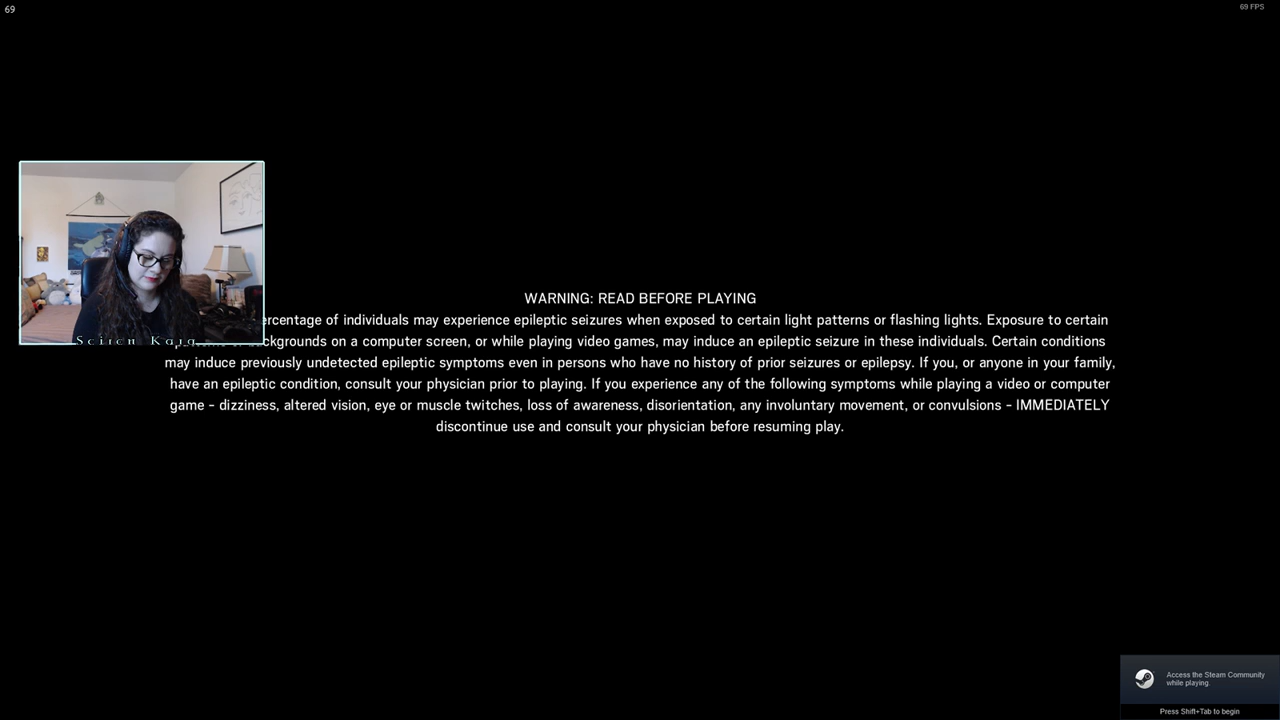 69
69 FPS
WARNING: READ BEFORE PLAYING
ercentage of individuals may experience epileptic seizures when exposed to certain light patterns or flashing lights. Exposure to certain
ckgrounds on a computer screen, or while playing video games, may induce an epileptic seizure in these individuals. Certain conditions
may induce previously undetected epileptic symptoms even in persons who have no history of prior seizures or epilepsy. If you, or anyone in your family,
have an epileptic condition, consult your physician prior to playing. If you experience any of the following symptoms while playing a video or computer
game - dizziness, altered vision, eye or muscle twitches, loss of awareness, disorientation, any involuntary movement, or convulsions - IMMEDIATELY
discontinue use and consult your physician before resuming play.
Access the Steam Community
while playing.
Press Shift+Tab to begin